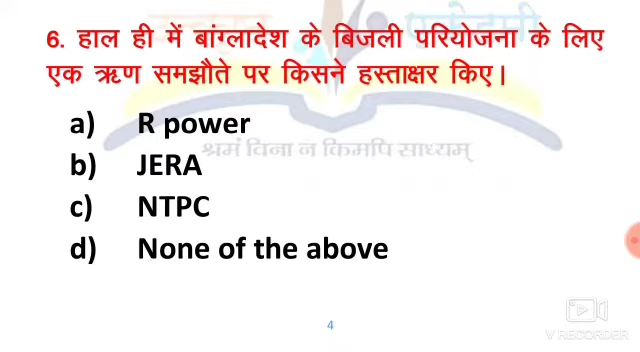 6. हाल ही में बांग्लादेश के बिजली परियोजना के लिए
एक ऋण समझौते पर किसने हस्ताक्षर किए।
a) R power
श्रमं विना न किमपि साध्यम्
b) JERA
c) NTPC
d) None of the above
4
V RECORDER